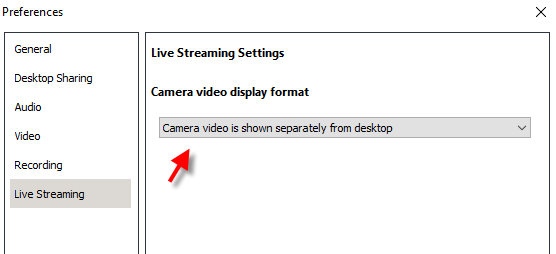 Preferences
General
Desktop Sharing
Audio
Video
Recording
Live Streaming
Live Streaming Settings
Camera video display format
Camera video is shown separately from desktop